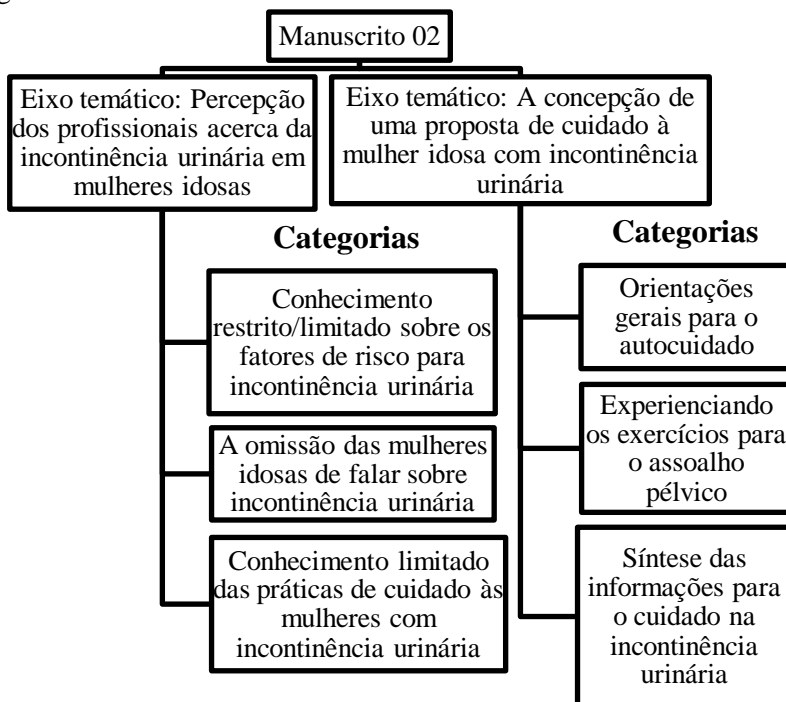 Manuscrito 02
Eixo temático: Percepção
dos profissionais acerca da
incontinência urinária em
mulheres idosas
Eixo temático: A concepção de
uma proposta de cuidado à
mulher idosa com incontinência
urinária
Categorias
Conhecimento
restrito/limitado sobre os
fatores de risco para
incontinência urinária
A omissão das mulheres
idosas de falar sobre
incontinência urinária
Conhecimento limitado
das práticas de cuidado às
mulheres com
incontinência urinária
Categorias
Orientações
gerais para o
autocuidado
Experienciando
os exercícios para
o assoalho
pélvico
Síntese das
informações para
o cuidado na
incontinência
urinária